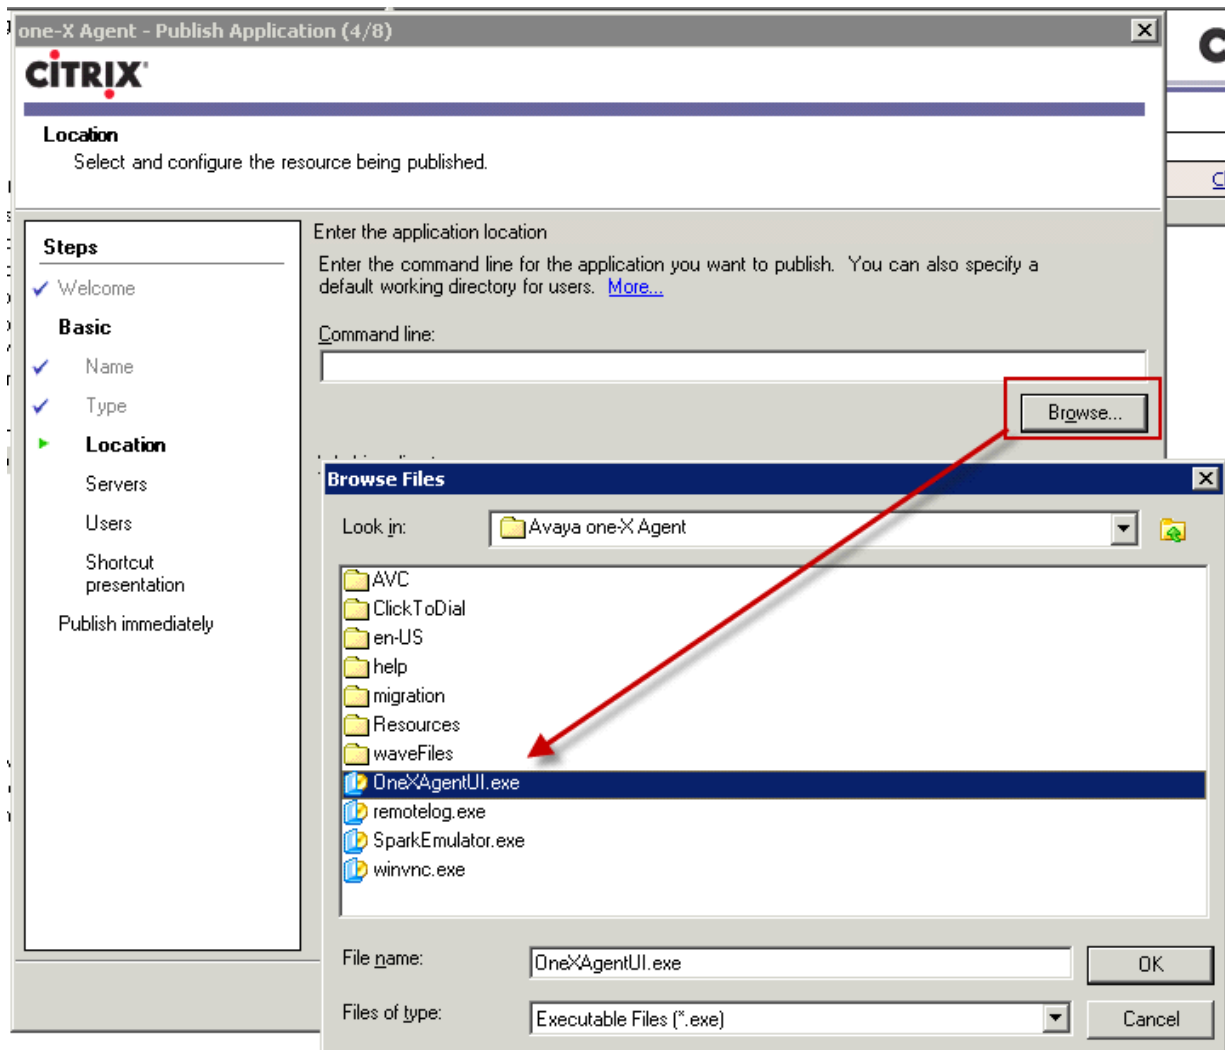 one-X Agent - Publish Application (4/8)
CİTRIX
Location
Select and configure the resource being published.
Steps
Welcome
Basic
Name
Type
Location
Servers
Users
Shortcut
presentation
Publish immediately
Enter the application location
Enter the command line for the application you want to publish. You can also specify a
default working directory for users. More...
Command line:
Browse...
Browse Files
Look in:
Avaya one-X Agent
AVC
ClickToDial
en-US
help
migration
Resources
waveFiles
OneXAgentUI.exe
remotelog.exe
SparkEmulator.exe
winvnc.exe
File name:
OneXAgentUI.exe
OK
Files of type:
Executable Files (*.exe)
Cancel